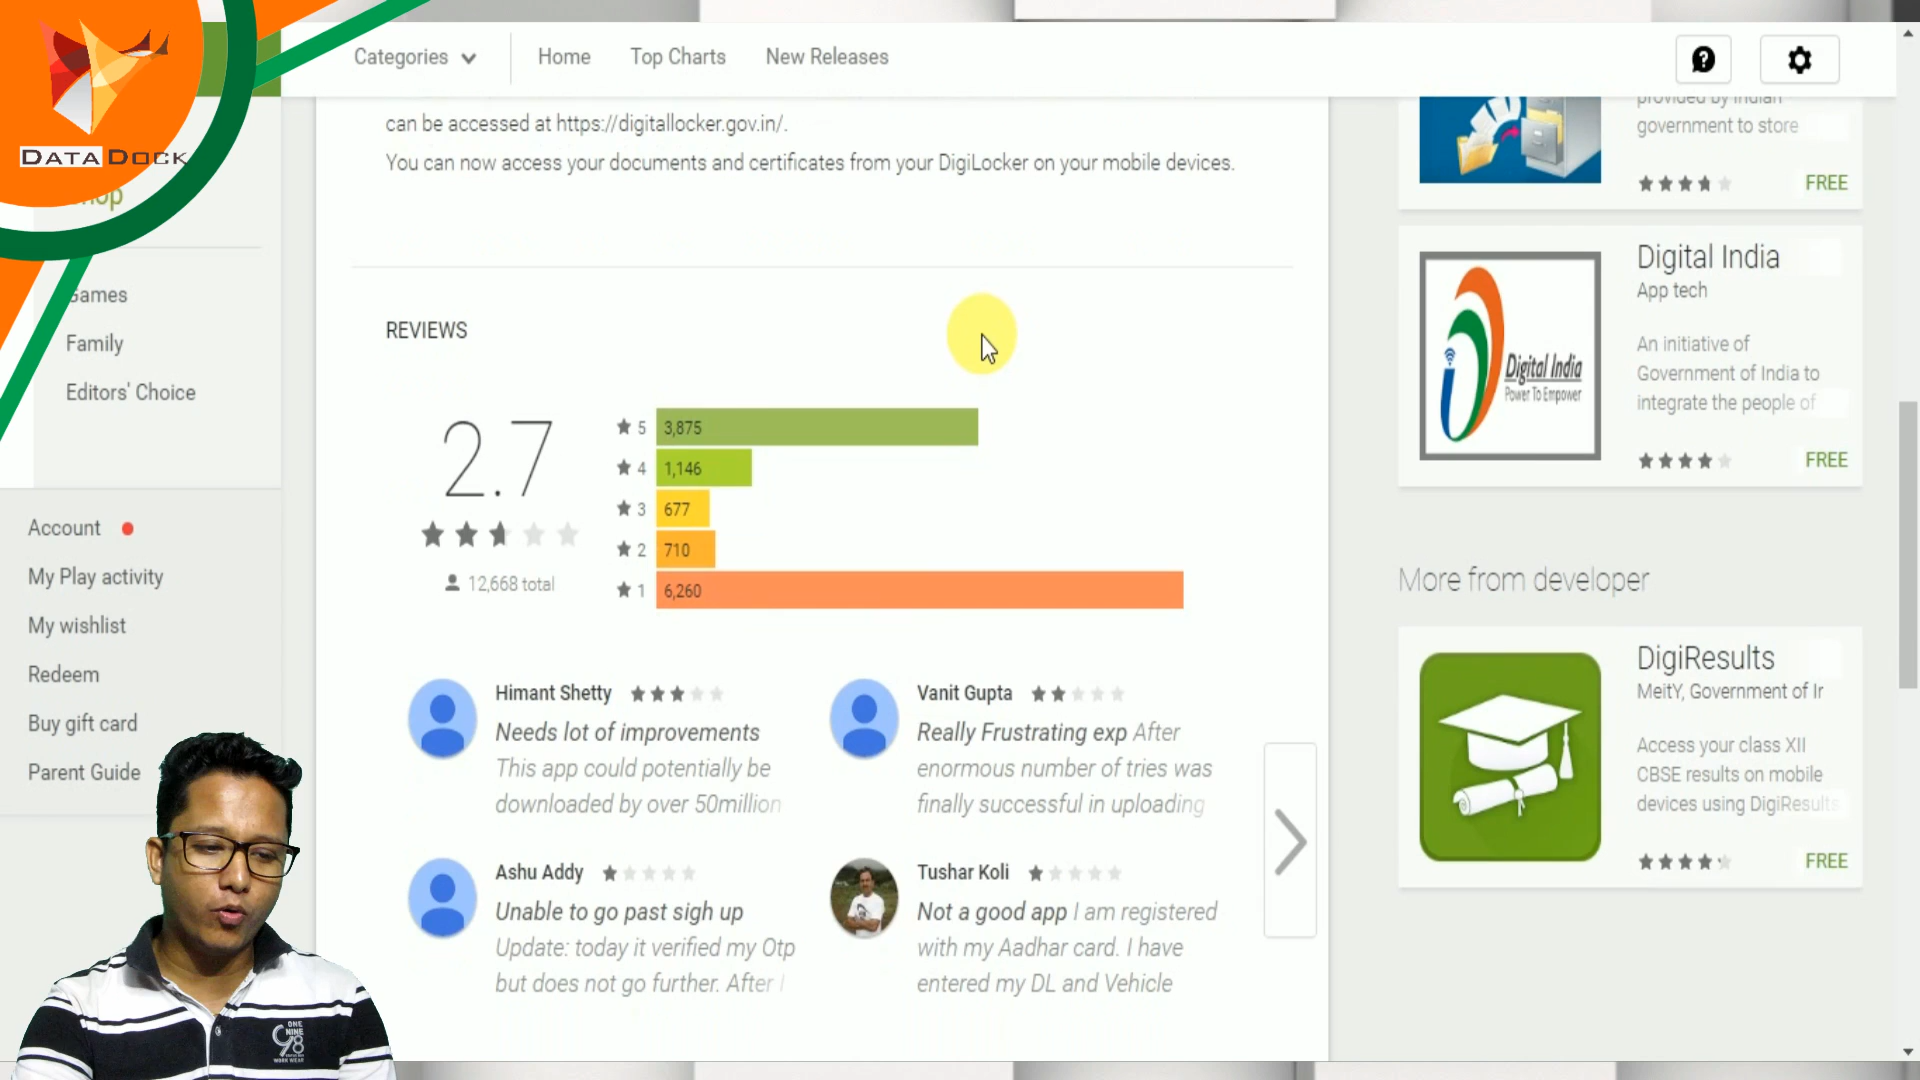 DATA DOCK
Categories
Home
Top Charts
New Releases
hop
Games
Family
Editors' Choice
Account
My Play activity
My wishlist
Redeem
Buy gift card
Parent Guide
can be accessed at https://digitallocker.gov.in/.
You can now access your documents and certificates from your DigiLocker on your mobile devices.
REVIEWS
2.7
12,668 total
5 3,875
4 1,146
3 677
2 710
1 6,260
Himant Shetty
Needs lot of improvements
This app could potentially be
downloaded by over 50million
Vanit Gupta
Really Frustrating exp After
enormous number of tries was
finally successful in uploading
Ashu Addy
Unable to go past sigh up
Update: today it verified my Otp
but does not go further. After I
Tushar Koli
Not a good app I am registered
with my Aadhar card. I have
entered my DL and Vehicle
provided by Indian
government to store
FREE
Digital India
Power To Empower
Digital India
App tech
An initiative of
Government of India to
integrate the people of
FREE
More from developer
DigiResults
MeitY, Government of Ir
Access your class XII
CBSE results on mobile
devices using DigiResults
FREE
ONE
NINE
98
WORK WEAR